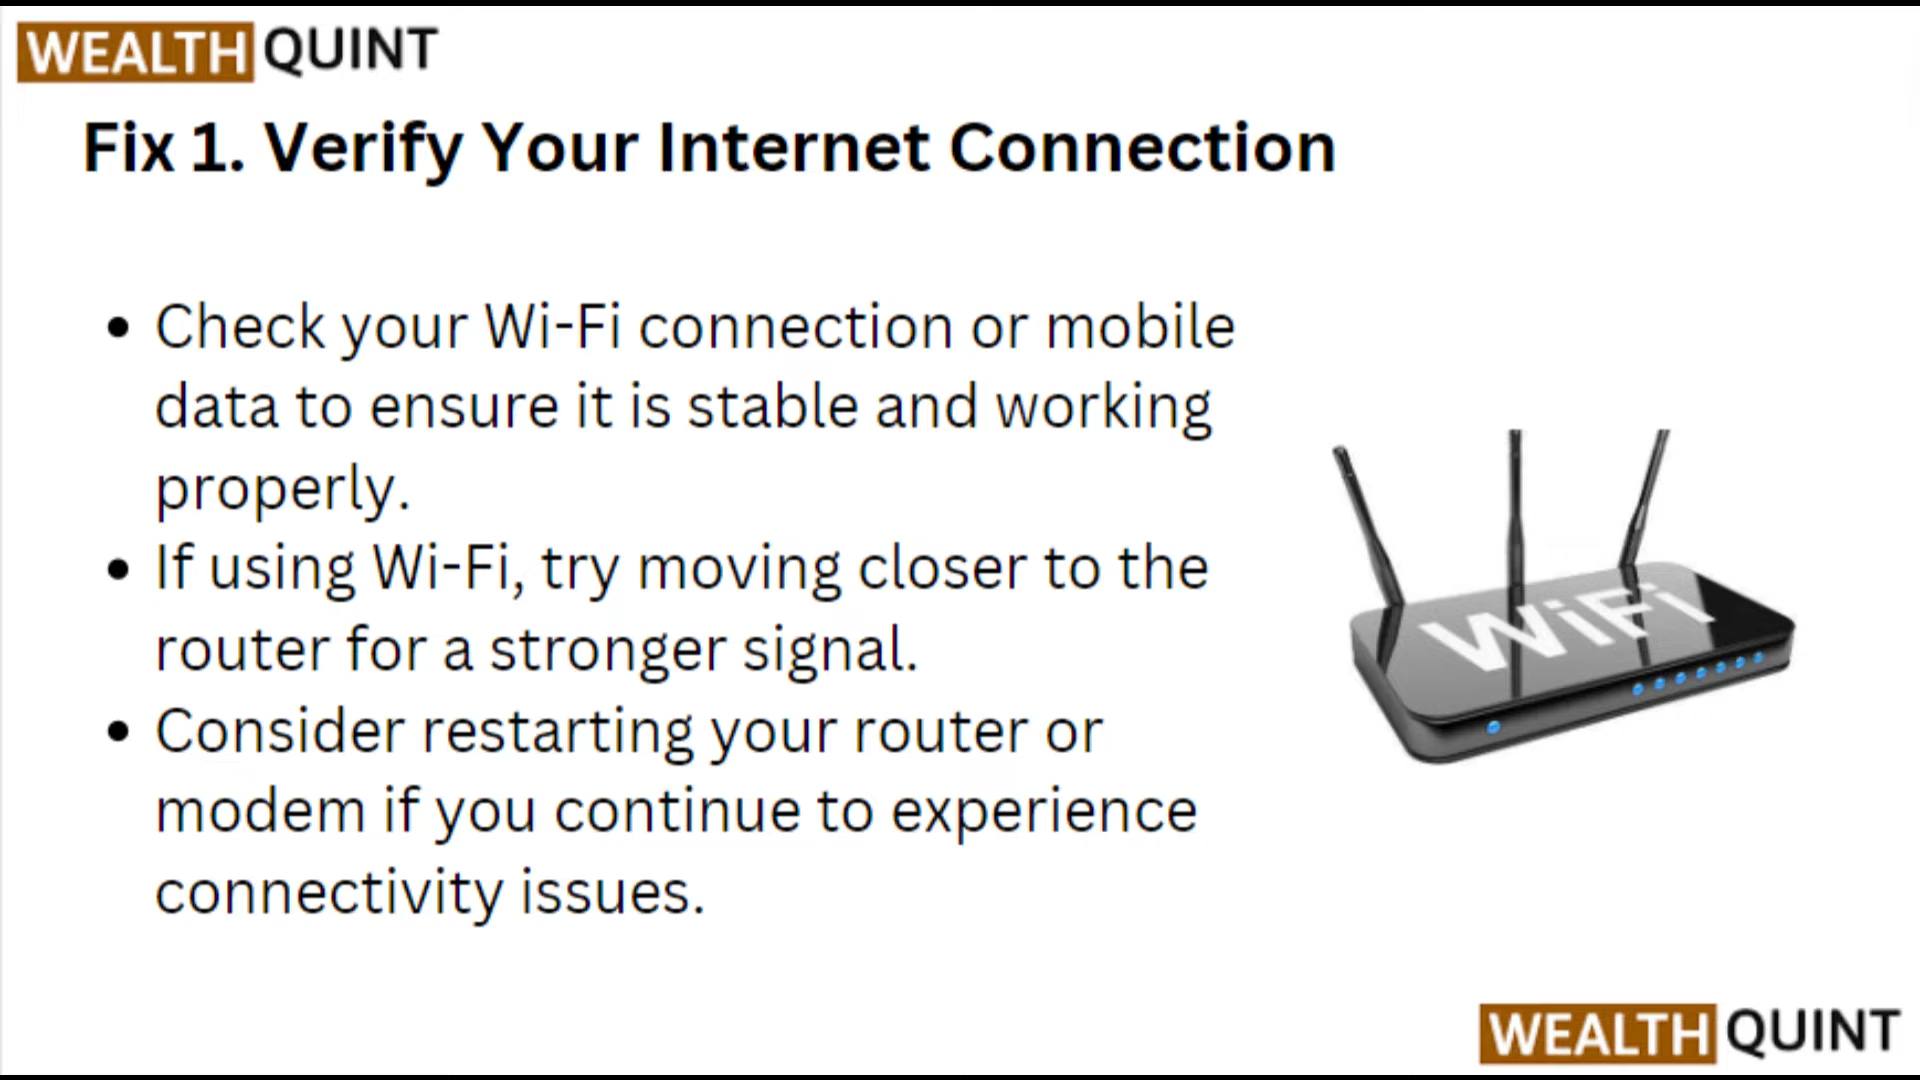 WEALTH QUINT
Fix 1. Verify Your Internet Connection
• Check your Wi-Fi connection or mobile
data to ensure it is stable and working
properly.
• If using Wi-Fi, try moving closer to the
router for a stronger signal.
• Consider restarting your router or
modem if you continue to experience
connectivity issues.
WiFi
WEALTH QUINT